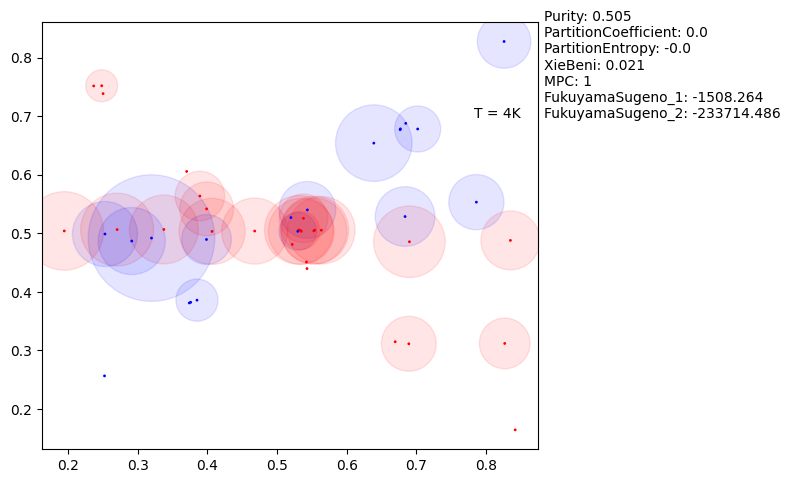 Purity: 0.505
PartitionCoefficient: 0.0
PartitionEntropy: -0.0
XieBeni: 0.021
MPC: 1
FukuyamaSugeno_1: -1508.264
FukuyamaSugeno_2: -233714.486
T = 4K
0.8
0.7
0.6
0.5
0.4
0.3
0.2
0.2 0.3 0.4 0.5 0.6 0.7 0.8